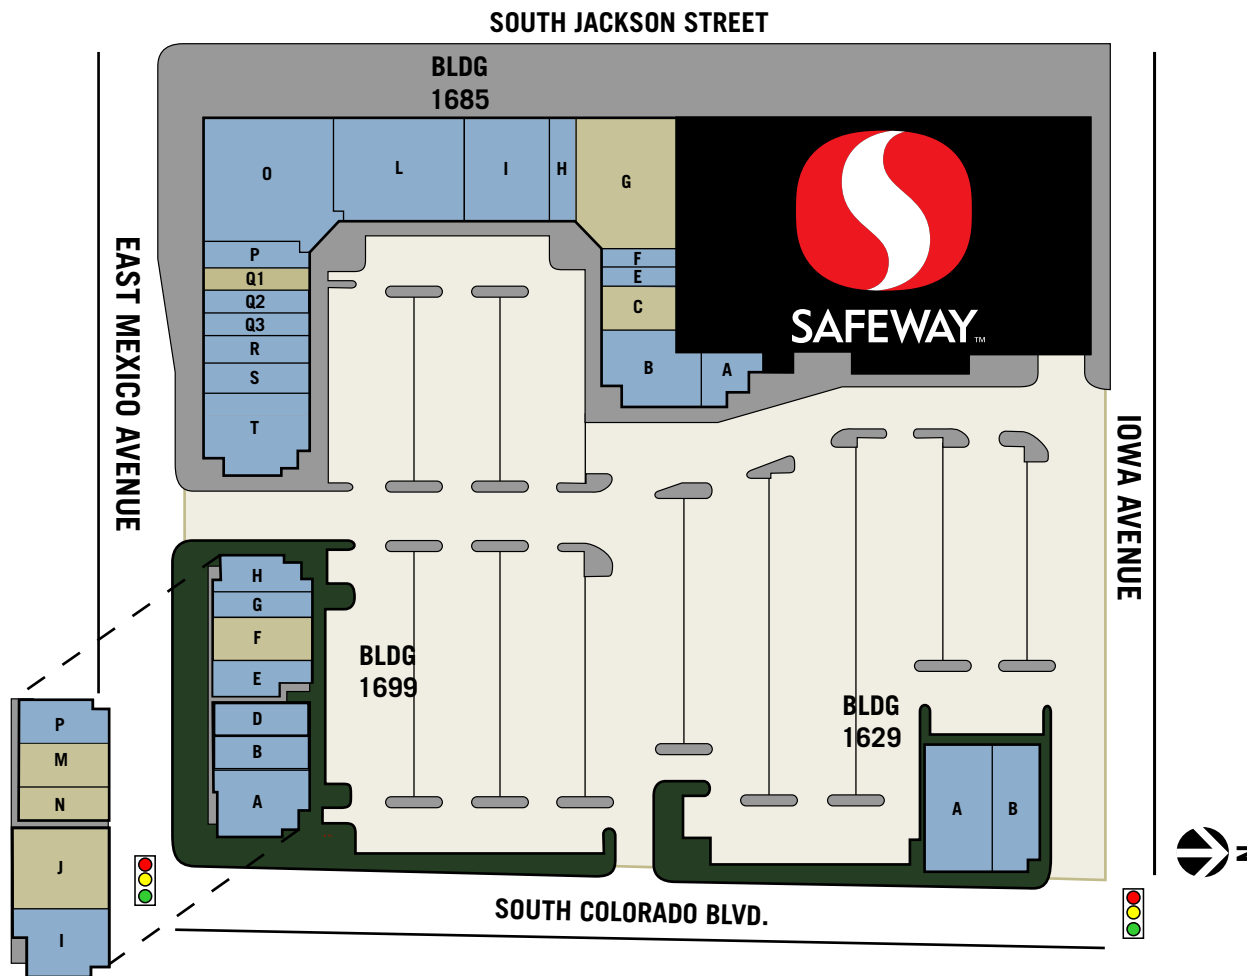 SOUTH JACKSON STREET
BLDG
1685
O
L
I
H
G
SAFEWAY™
P
Q1
Q2
Q3
R
S
T
F
E
C
B
A
EAST MEXICO AVENUE
IOWA AVENUE
H
G
F
E
D
B
A
BLDG
1699
BLDG
1629
A
B
P
M
N
J
I
N
SOUTH COLORADO BLVD.